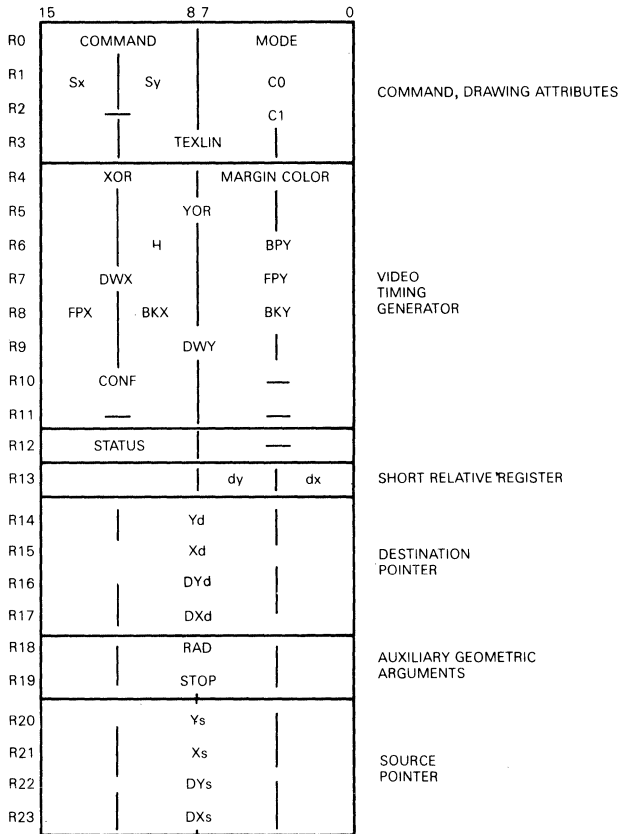 15 8 7 0
R0 COMMAND MODE
R1 Sx Sy C0
R2 — C1
R3 TEXLIN
COMMAND, DRAWING ATTRIBUTES
R4 XOR MARGIN COLOR
R5 YOR
R6 H BPY
R7 DWX FPY
R8 FPX BKX BKY
R9 DWY
R10 CONF —
R11 — —
VIDEO
TIMING
GENERATOR
R12 STATUS —
R13 dy dx SHORT RELATIVE REGISTER
R14 Yd
R15 Xd
R16 DYd
R17 DXd
DESTINATION
POINTER
R18 RAD
R19 STOP
AUXILIARY GEOMETRIC
ARGUMENTS
R20 Ys
R21 Xs
R22 DYs
R23 DXs
SOURCE
POINTER